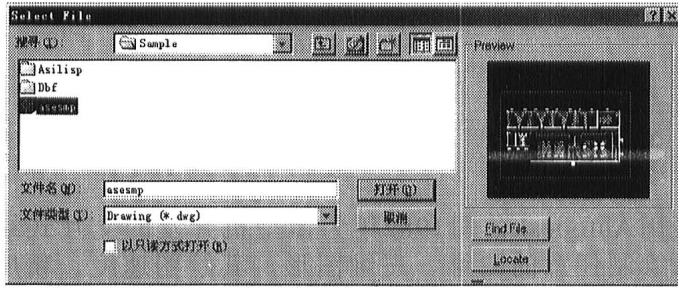 Select File
搜寻(I) Sample
Preview
Asilisp
Dbf
asesmp
文件名(N): asesmp 打开(O)
文件类型(T): Drawing (*.dwg) 取消
以只读方式打开(R)
Find File...
Locate